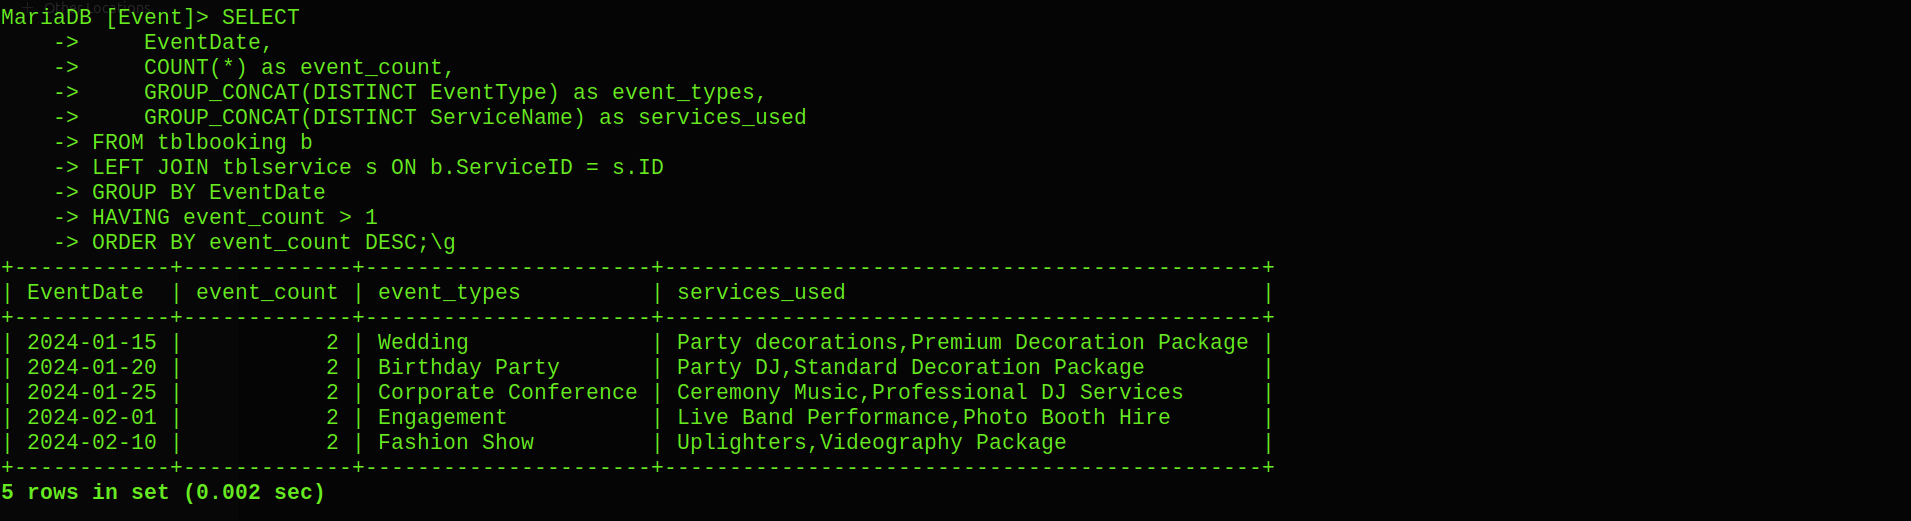 Other Locations
MariaDB [Event]> SELECT
    ->     EventDate,
    ->     COUNT(*) as event_count,
    ->     GROUP_CONCAT(DISTINCT EventType) as event_types,
    ->     GROUP_CONCAT(DISTINCT ServiceName) as services_used
    -> FROM tblbooking b
    -> LEFT JOIN tblservice s ON b.ServiceID = s.ID
    -> GROUP BY EventDate
    -> HAVING event_count > 1
    -> ORDER BY event_count DESC;\g
+------------+-------------+----------------------+----------------------------------------------+
| EventDate  | event_count | event_types          | services_used                                |
+------------+-------------+----------------------+----------------------------------------------+
| 2024-01-15 |           2 | Wedding              | Party decorations,Premium Decoration Package |
| 2024-01-20 |           2 | Birthday Party       | Party DJ,Standard Decoration Package         |
| 2024-01-25 |           2 | Corporate Conference | Ceremony Music,Professional DJ Services      |
| 2024-02-01 |           2 | Engagement           | Live Band Performance,Photo Booth Hire       |
| 2024-02-10 |           2 | Fashion Show         | Uplighters,Videography Package               |
+------------+-------------+----------------------+----------------------------------------------+
5 rows in set (0.002 sec)